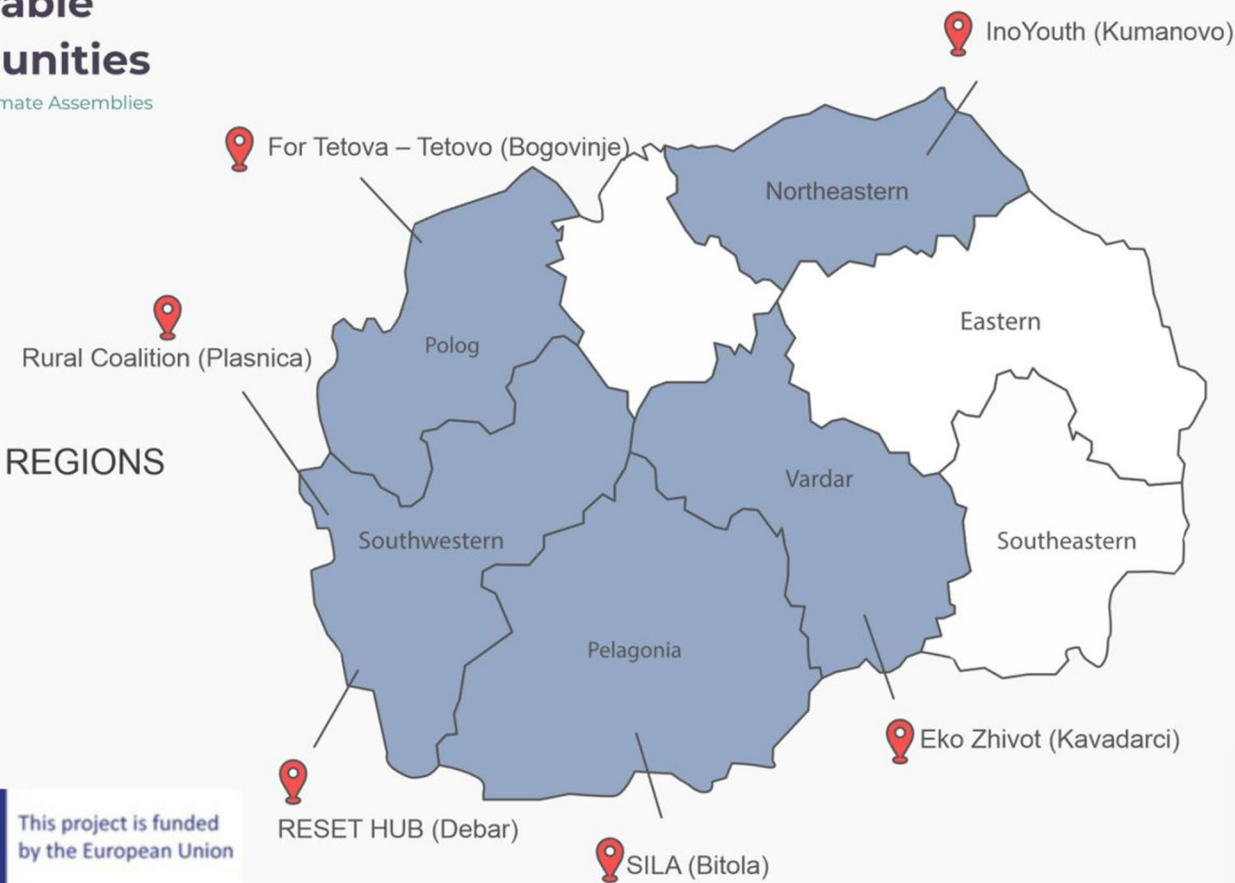 able
unities
mate Assemblies
InoYouth (Kumanovo)
For Tetova – Tetovo (Bogovinje)
Northeastern
Eastern
Polog
Rural Coalition (Plasnica)
REGIONS
Vardar
Southwestern
Southeastern
Pelagonia
Eko Zhivot (Kavadarci)
RESET HUB (Debar)
SILA (Bitola)
This project is funded
by the European Union